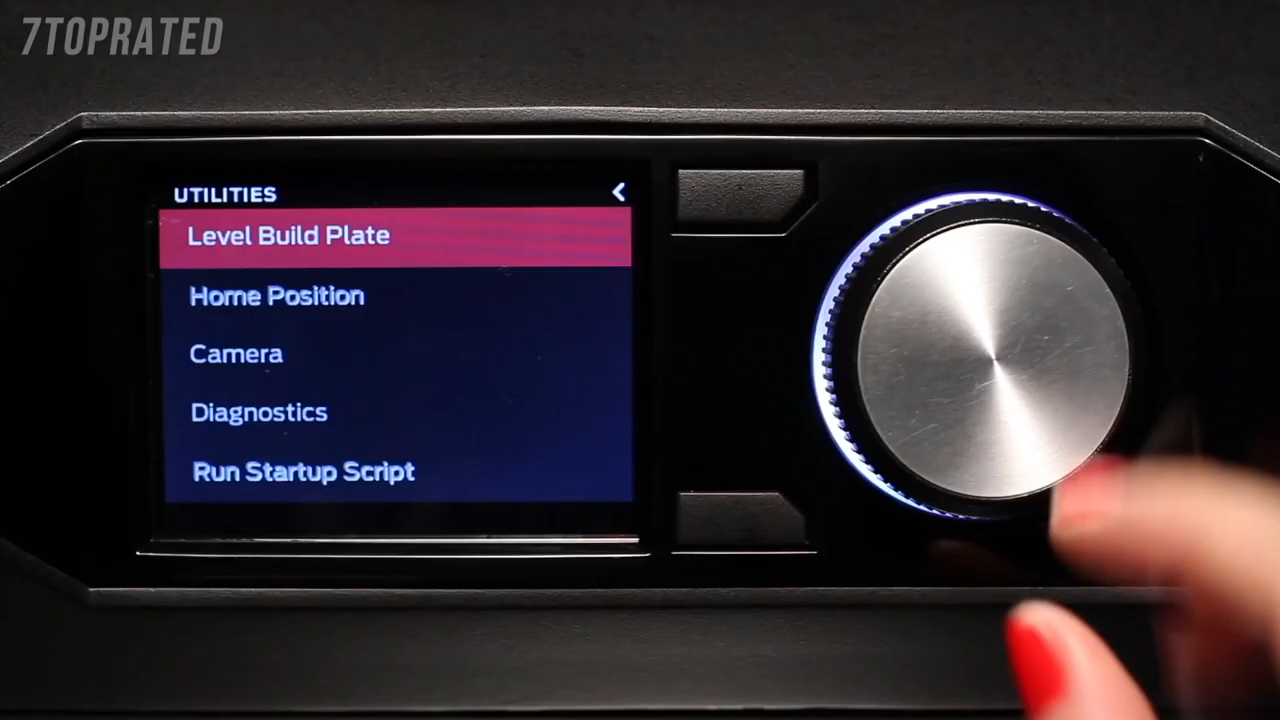 7TOPRATED
UTILITIES <
Level Build Plate
Home Position
Camera
Diagnostics
Run Startup Script